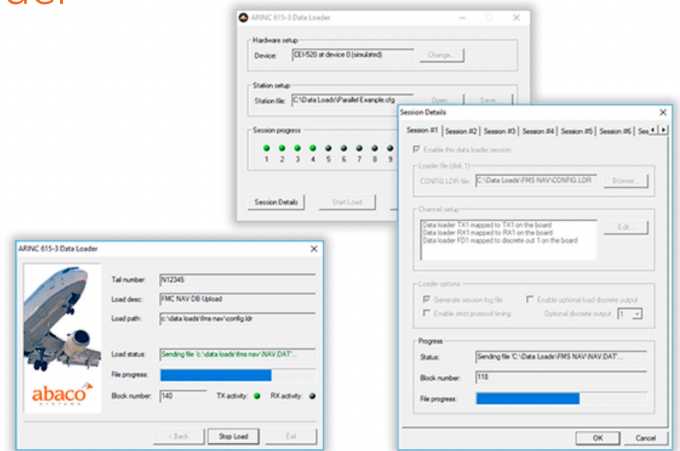 ARINC 615-3 Data Loader
Hardware setup
Device: CEI-520 at device 0 (simulated) Change...
Station setup
Station file: C:\Data Loads\Parallel Example.cfg Open... Save...
Session progress
1 2 3 4 5 6 7 8 9
Session Details Start Load
Session Details
Session #1 Session #2 Session #3 Session #4 Session #5 Session #6 Ses
Enable this data loader session
Loader file (disk 1)
CONFIG.LDR file: C:\Data Loads\FMS NAV\CONFIG.LDR Browse...
Channel setup
Data loader TX1 mapped to TX1 on the board
Data loader RX1 mapped to RX1 on the board
Data loader FD1 mapped to discrete out 1 on the board
Edit...
Loader options
Generate session log file Enable optional load discrete output
Enable strict protocol timing Optional discrete output: 1
Progress
Status: Sending file 'C:\Data Loads\FMS NAV\NAV.DAT'...
Block number: 118
File progress:
OK Cancel
ARINC 615-3 Data Loader
Tail number: N12345
Load desc: FMC NAV DB Upload
Load path: c:\data loads\fms nav\config.ldr
Load status: Sending file 'c:\data loads\fms nav\NAV.DAT'...
File progress:
Block number: 140 TX activity: RX activity:
abaco
SYSTEMS
< Back Stop Load Exit